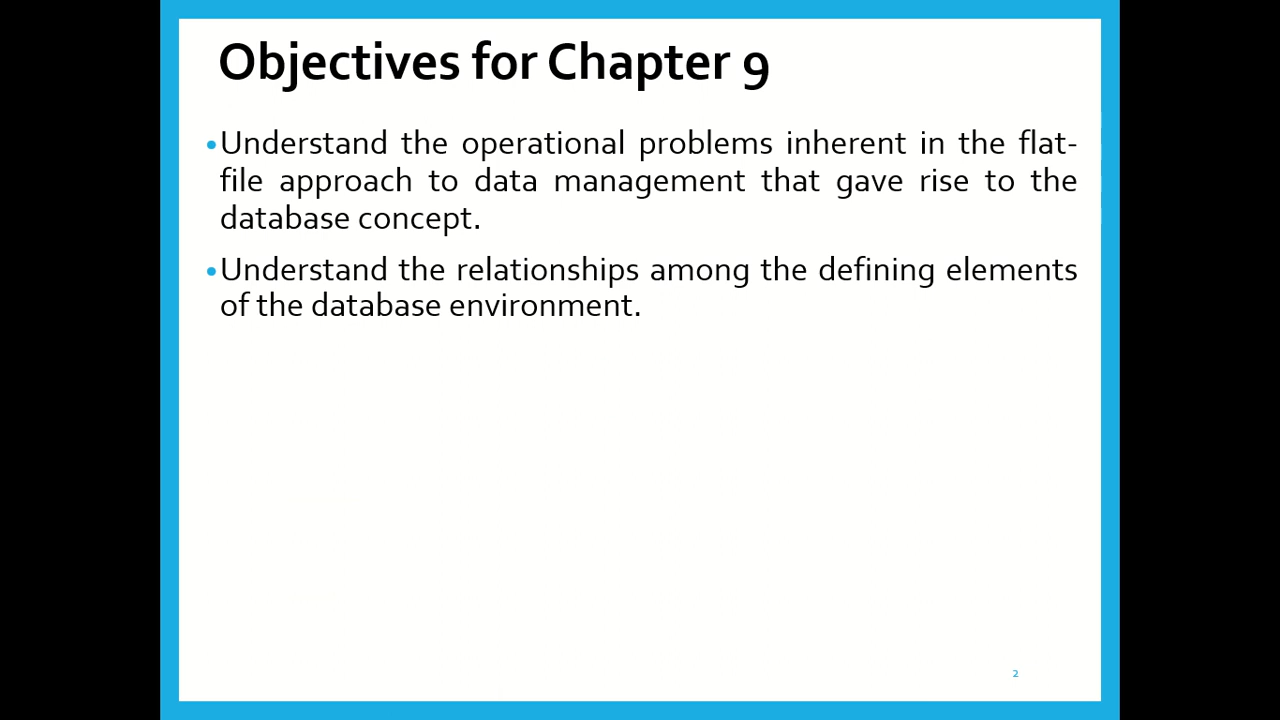 Objectives for Chapter 9
•Understand the operational problems inherent in the flat-
file approach to data management that gave rise to the
database concept.
•Understand the relationships among the defining elements
of the database environment.
2